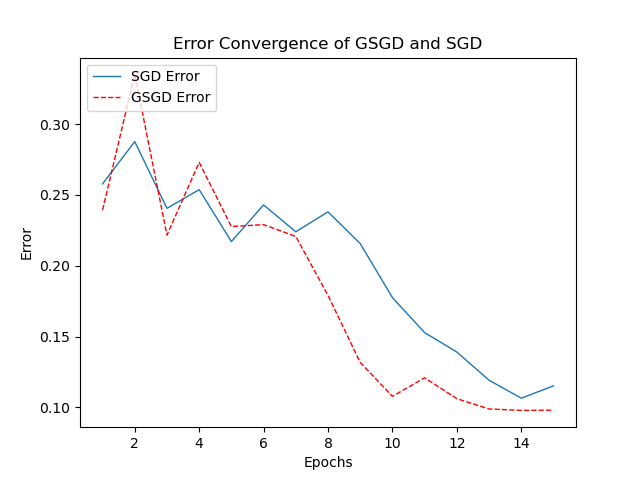 Error Convergence of GSGD and SGD
SGD Error
GSGD Error
0.30
0.25
0.20
0.15
0.10
Error
2 4 6 8 10 12 14
Epochs